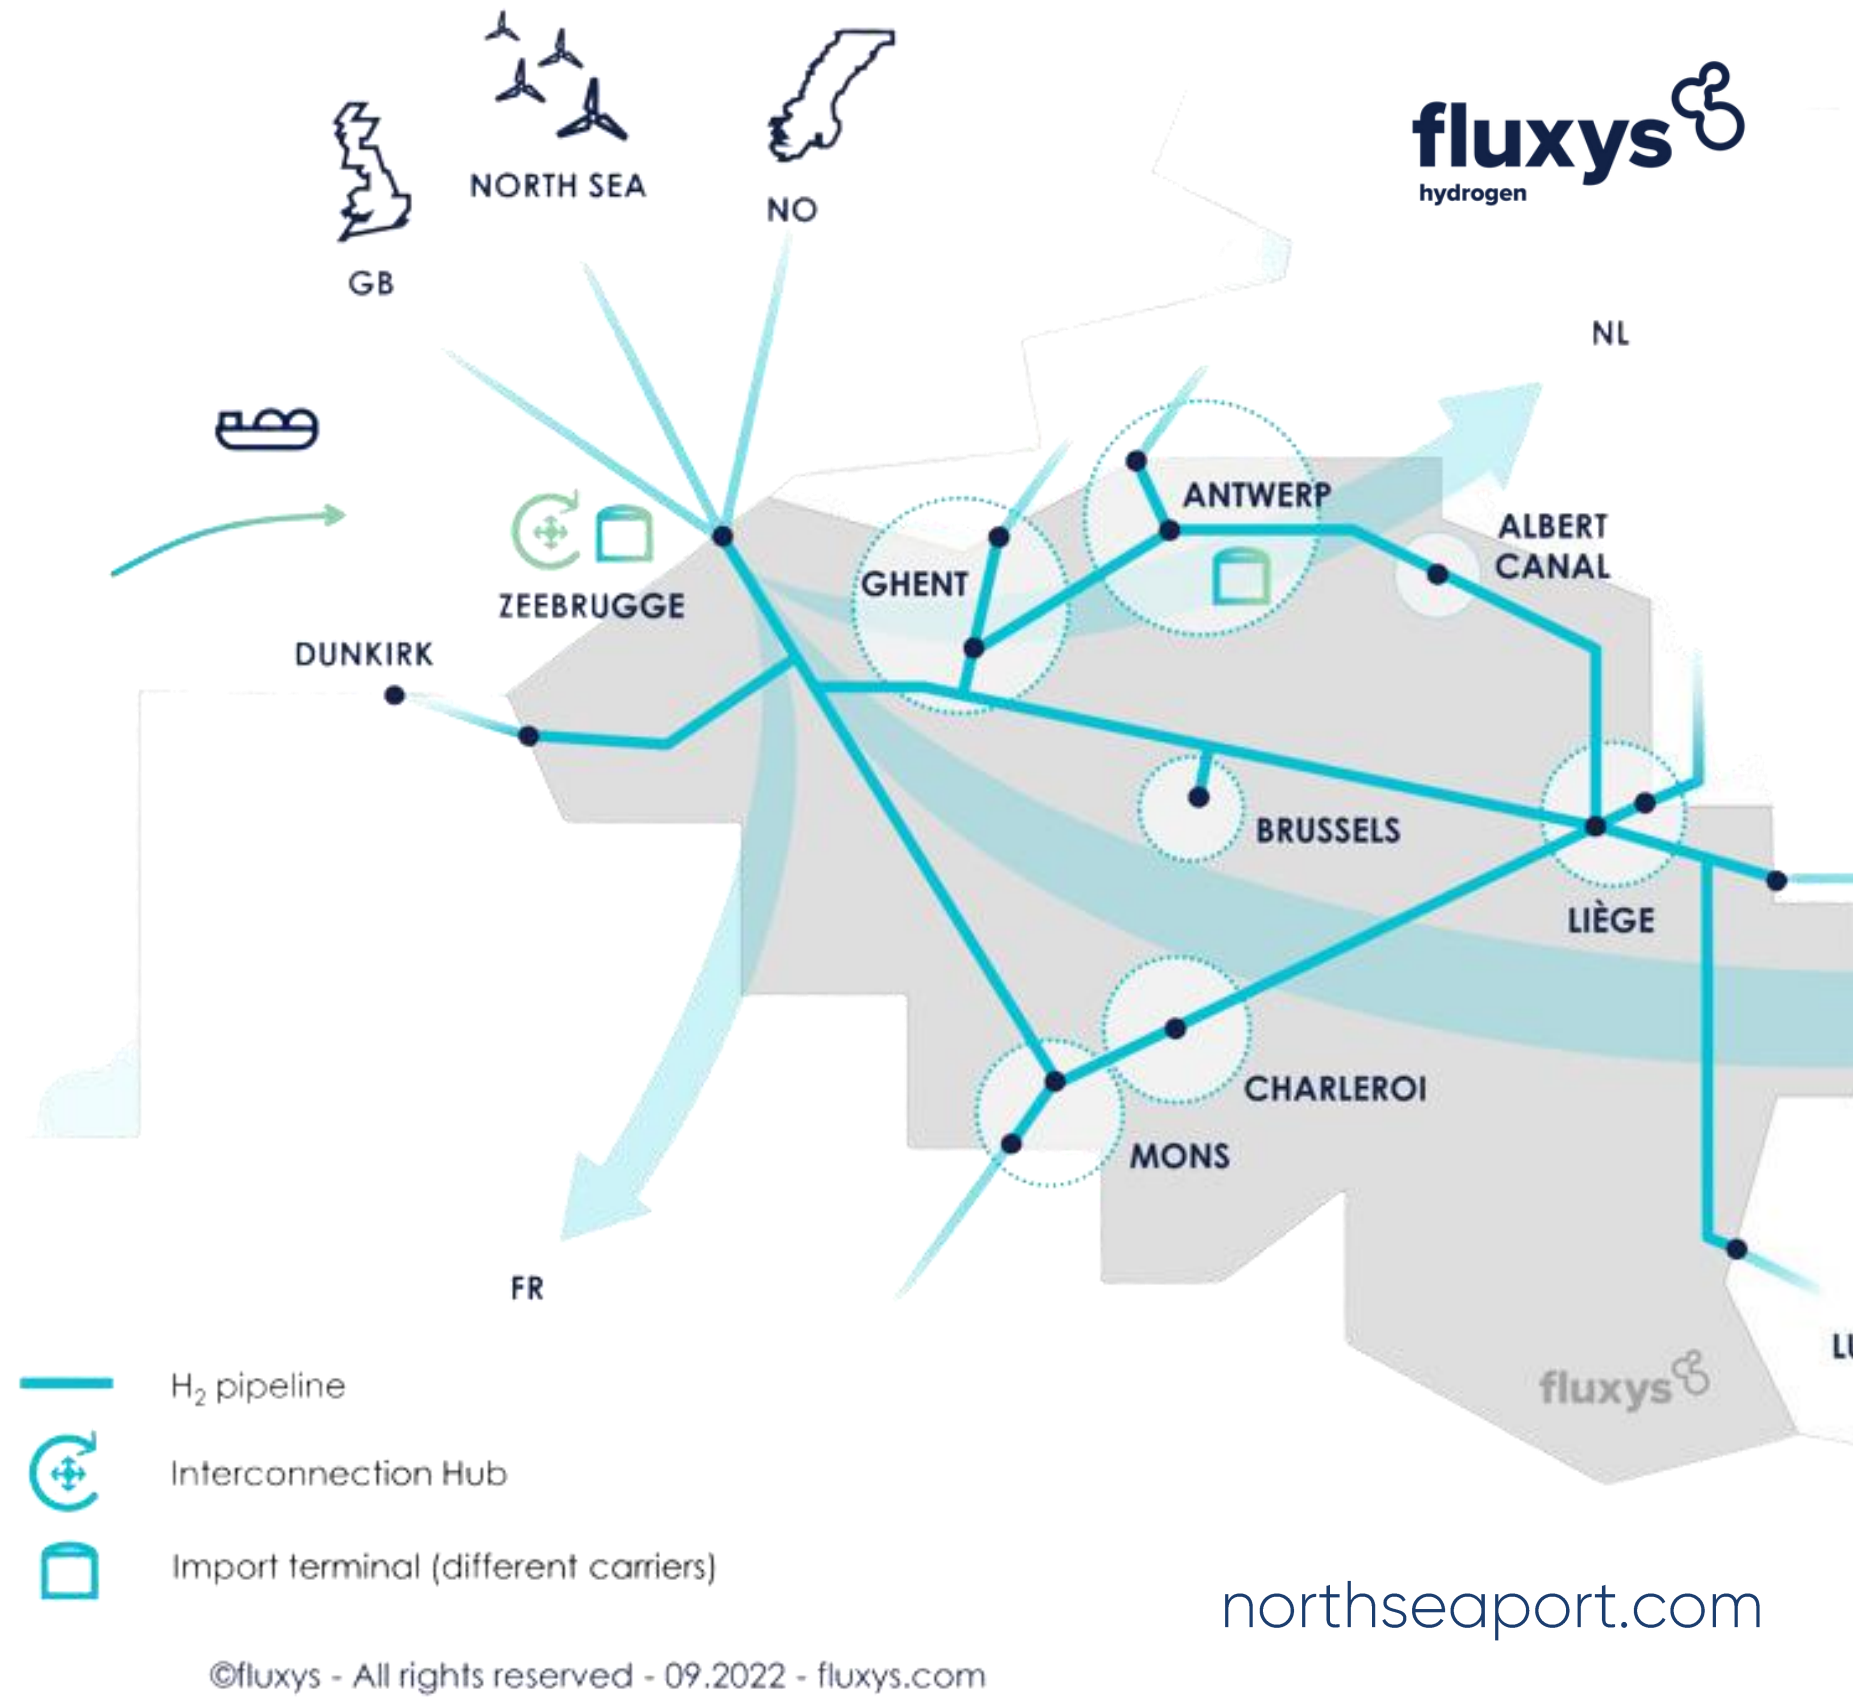 fluxys
hydrogen
NORTH SEA
NO
GB
NL
ANTWERP
ALBERT
CANAL
GHENT
ZEEBRUGGE
DUNKIRK
BRUSSELS
LIÈGE
CHARLEROI
MONS
FR
LU
fluxys
H₂ pipeline
Interconnection Hub
Import terminal (different carriers)
northseaport.com
©fluxys - All rights reserved - 09.2022 - fluxys.com